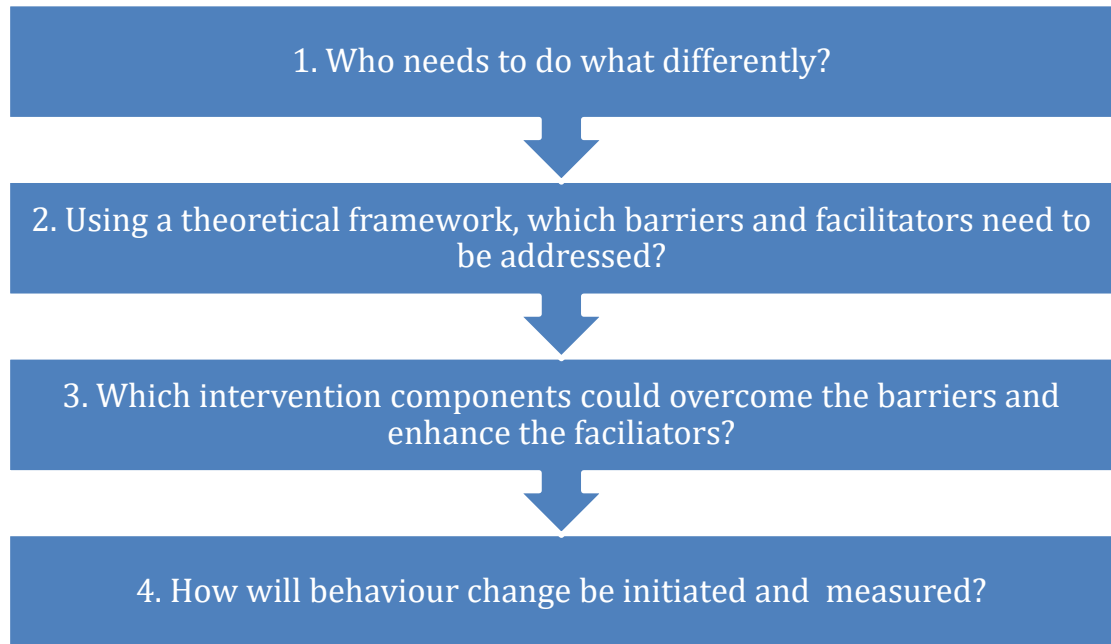 1. Who needs to do what differently?
2. Using a theoretical framework, which barriers and facilitators need to
be addressed?
3. Which intervention components could overcome the barriers and
enhance the faciliators?
4. How will behaviour change be initiated and  measured?